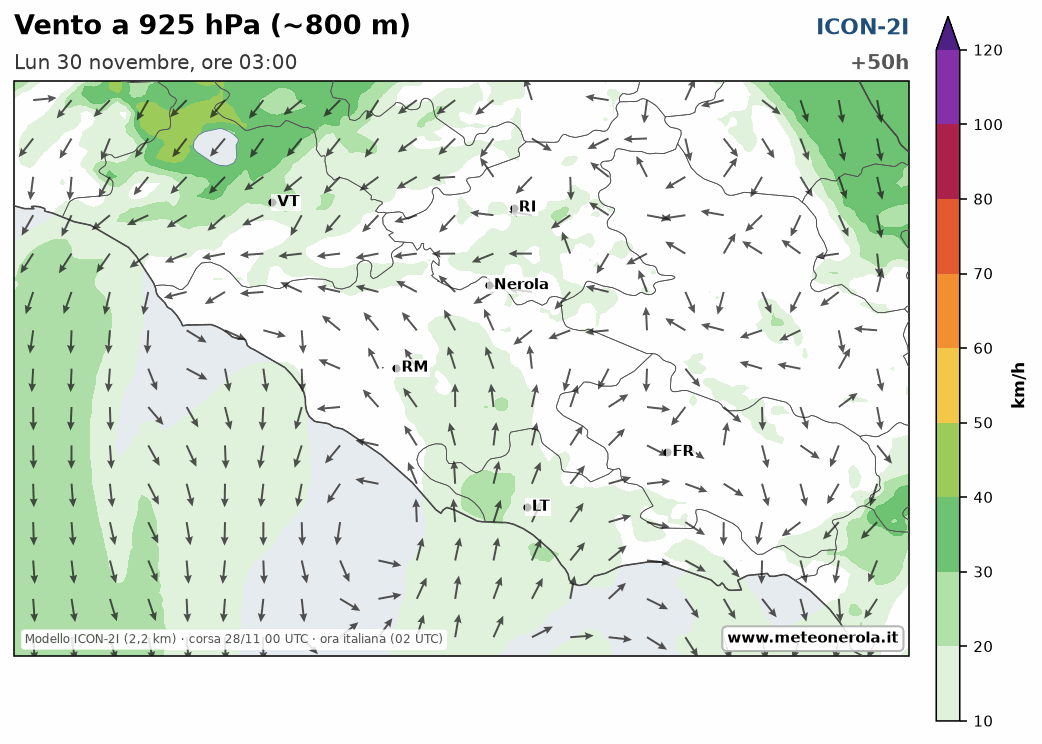 Vento a 925 hPa (~800 m)
ICON-2I
Lun 30 novembre, ore 03:00
+50h
VT
RI
Nerola
RM
FR
LT
Modello ICON-2I (2,2 km) · corsa 28/11 00 UTC · ora italiana (02 UTC)
www.meteonerola.it
120
100
80
70
60
50
40
30
20
10
km/h